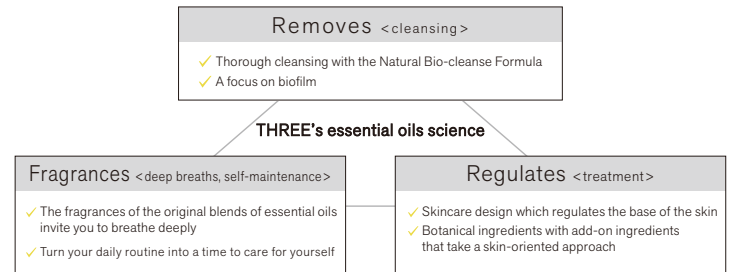 Removes <cleansing>
Thorough cleansing with the Natural Bio-cleanse Formula
A focus on biofilm
THREE's essential oils science
Fragrances <deep breaths, self-maintenance>
The fragrances of the original blends of essential oils
invite you to breathe deeply
Turn your daily routine into a time to care for yourself
Regulates <treatment>
Skincare design which regulates the base of the skin
Botanical ingredients with add-on ingredients
that take a skin-oriented approach